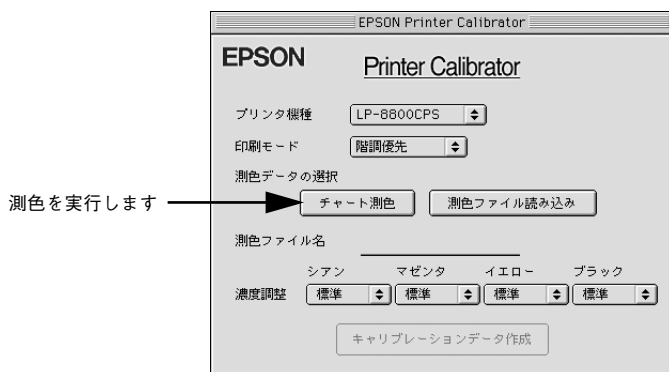 EPSON Printer Calibrator
EPSON Printer Calibrator
プリンタ機種 LP-8800CPS
印刷モード 階調優先
測色データの選択
測色を実行します チャート測色 測色ファイル読み込み
測色ファイル名
シアン マゼンタ イエロー ブラック
濃度調整 標準 標準 標準 標準
キャリブレーションデータ作成